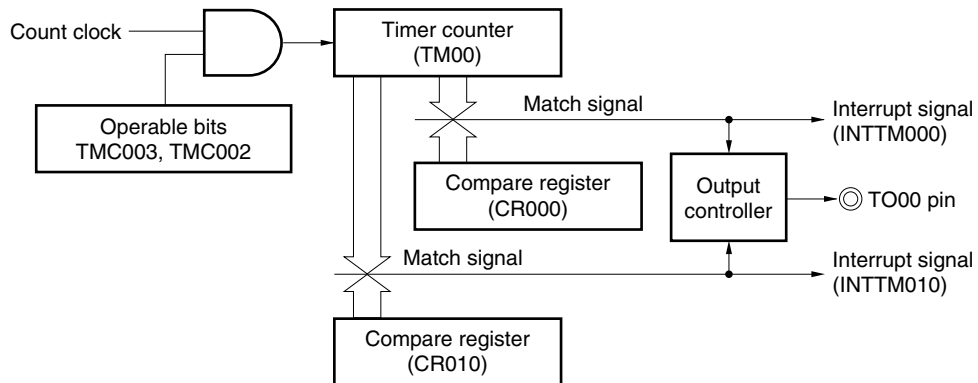 Count clock
Timer counter
(TM00)
Operable bits
TMC003, TMC002
Match signal
Interrupt signal
(INTTM000)
Compare register
(CR000)
Output
controller
TO00 pin
Match signal
Interrupt signal
(INTTM010)
Compare register
(CR010)